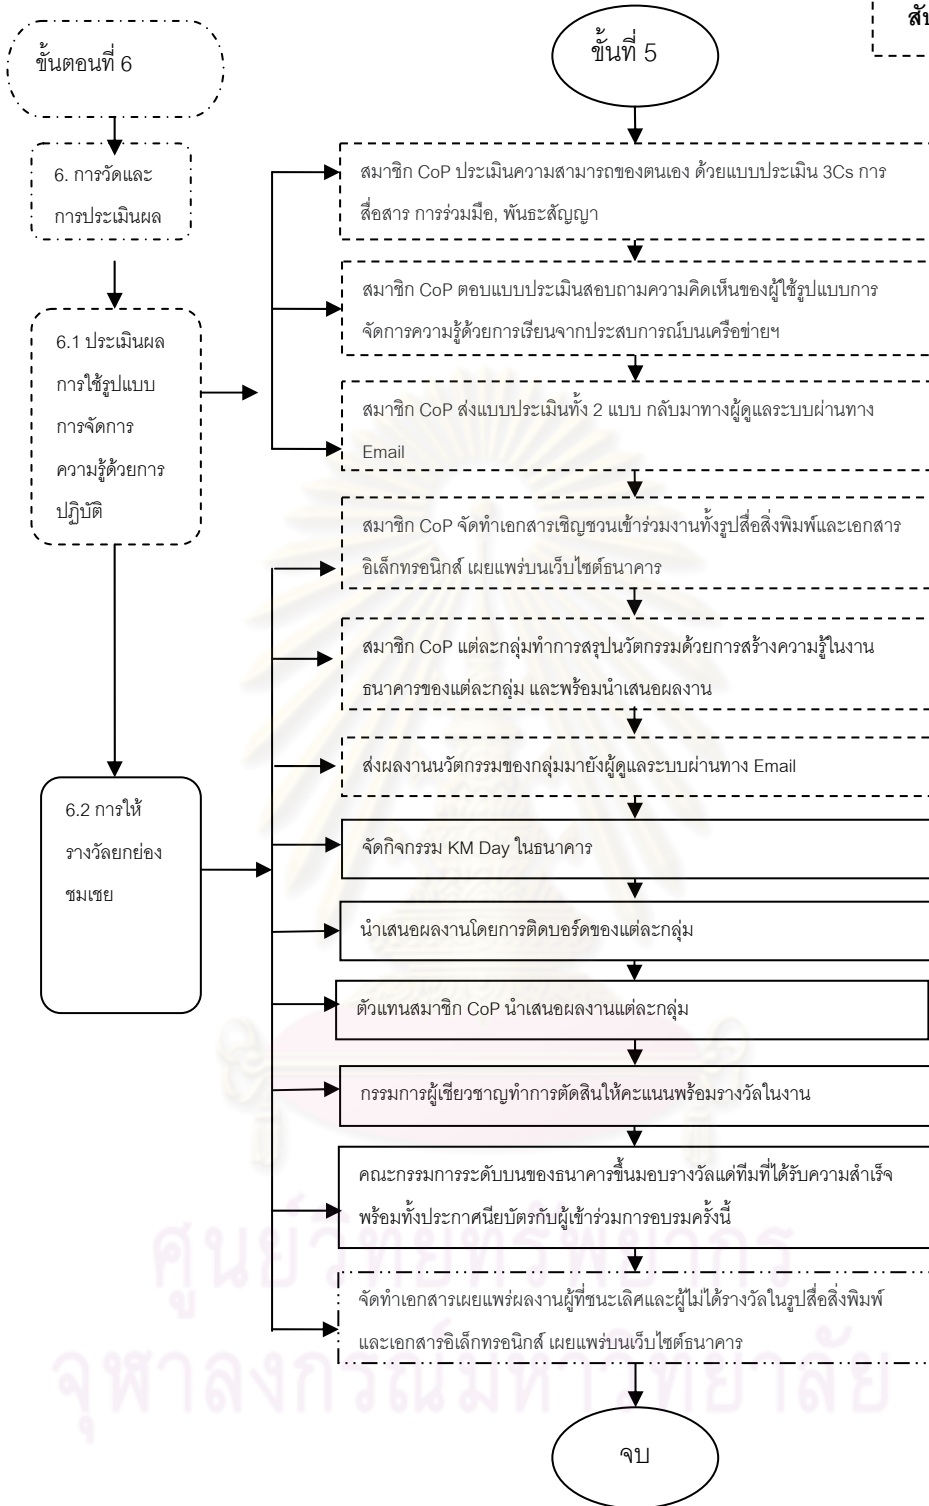 ขั้นตอนที่ 6
ขั้นที่ 5
6. การวัดและ
การประเมินผล
6.1 ประเมินผล
การใช้รูปแบบ
การจัดการ
ความรู้ด้วยการ
ปฏิบัติ
6.2 การให้
รางวัลยกย่อง
ชมเชย
สมาชิก CoP ประเมินความสามารถของตนเอง ด้วยแบบประเมิน 3Cs การ
สื่อสาร การร่วมมือ, พันธะสัญญา
สมาชิก CoP ตอบแบบประเมินสอบถามความคิดเห็นของผู้ใช้รูปแบบการ
จัดการความรู้ด้วยการเรียนจากประสบการณ์บนเครือข่ายฯ
สมาชิก CoP ส่งแบบประเมินทั้ง 2 แบบ กลับมาทางผู้ดูแลระบบผ่านทาง
Email
สมาชิก CoP จัดทำเอกสารเชิญชวนเข้าร่วมงานทั้งรูปสื่อสิ่งพิมพ์และเอกสาร
อิเล็กทรอนิกส์ เผยแพร่บนเว็บไซต์ธนาคาร
สมาชิก CoP แต่ละกลุ่มทำการสรุปนวัตกรรมด้วยการสร้างความรู้ในงาน
ธนาคารของแต่ละกลุ่ม และพร้อมนำเสนอผลงาน
ส่งผลงานนวัตกรรมของกลุ่มมายังผู้ดูแลระบบผ่านทาง Email
จัดกิจกรรม KM Day ในธนาคาร
นำเสนอผลงานโดยการติดบอร์ดของแต่ละกลุ่ม
ตัวแทนสมาชิก CoP นำเสนอผลงานแต่ละกลุ่ม
กรรมการผู้เชียวชาญทำการตัดสินให้คะแนนพร้อมรางวัลในงาน
คณะกรรมการระดับบนของธนาคารขึ้นมอบรางวัลแด่ทีมที่ได้รับความสำเร็จ
พร้อมทั้งประกาศนียบัตรกับผู้เข้าร่วมการอบรมครั้งนี้
จัดทำเอกสารเผยแพร่ผลงานผู้ที่ชนะเลิศและผู้ไม่ได้รางวัลในรูปสื่อสิ่งพิมพ์
และเอกสารอิเล็กทรอนิกส์ เผยแพร่บนเว็บไซต์ธนาคาร
จบ
ศูนย์วิทยทรัพยากร
จุฬาลงกรณ์มหาวิทยาลัย